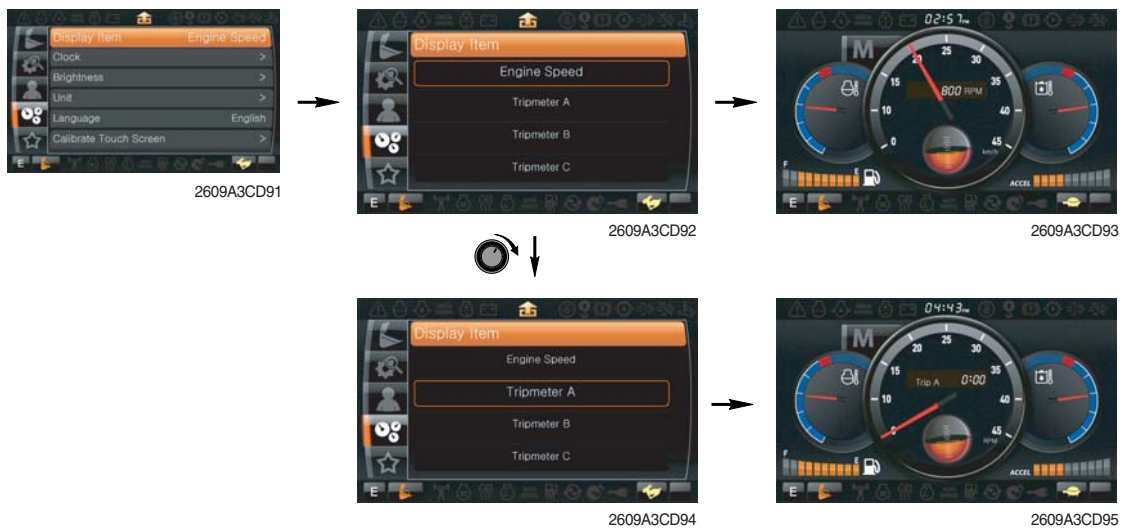 Display Item Engine Speed
Clock >
Brightness >
Unit >
Language English
Calibrate Touch Screen >
E
2609A3CD91
Display Item
Engine Speed
Tripmeter A
Tripmeter B
Tripmeter C
E
2609A3CD92
02:57
M
0
10
15
20
25
30
35
40
45
800 RPM
km/h
F
E
ACCEL
E
2609A3CD93
Display Item
Engine Speed
Tripmeter A
Tripmeter B
Tripmeter C
E
2609A3CD94
04:43
M
0
10
15
20
25
30
35
40
45
Trip A 0:00
RPM
F
E
ACCEL
E
2609A3CD95